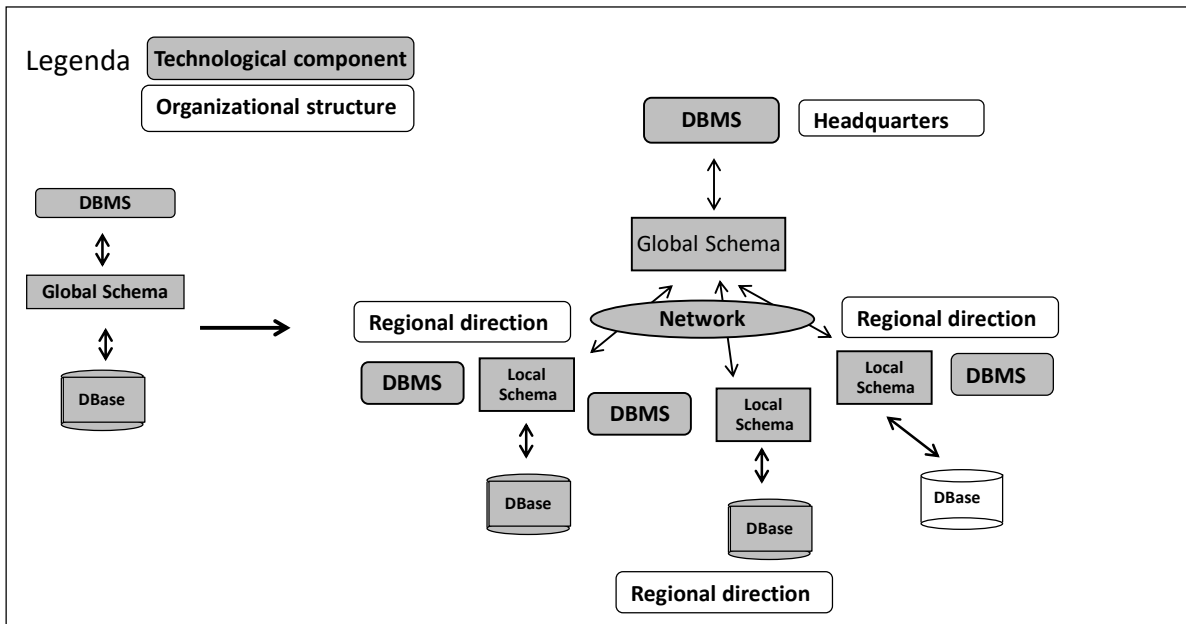 Legenda
Technological component
Organizational structure
DBMS
Global Schema
DBase
DBMS
Headquarters
Global Schema
Network
Regional direction
DBMS
Local
Schema
DBase
DBMS
Local
Schema
DBase
Regional direction
Regional direction
Local
Schema
DBMS
DBase